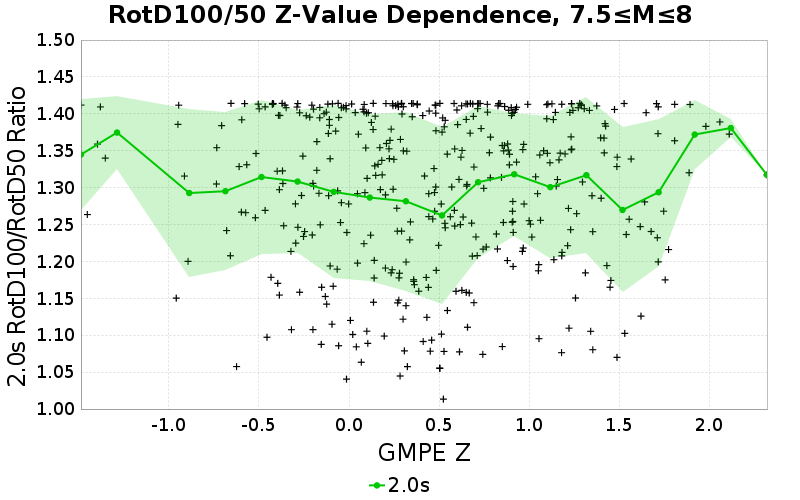 RotD100/50 Z-Value Dependence, 7.5≤M≤8
2.0s RotD100/RotD50 Ratio
1.50
1.45
1.40
1.35
1.30
1.25
1.20
1.15
1.10
1.05
1.00
-1.0 -0.5 0.0 0.5 1.0 1.5 2.0
GMPE Z
2.0s